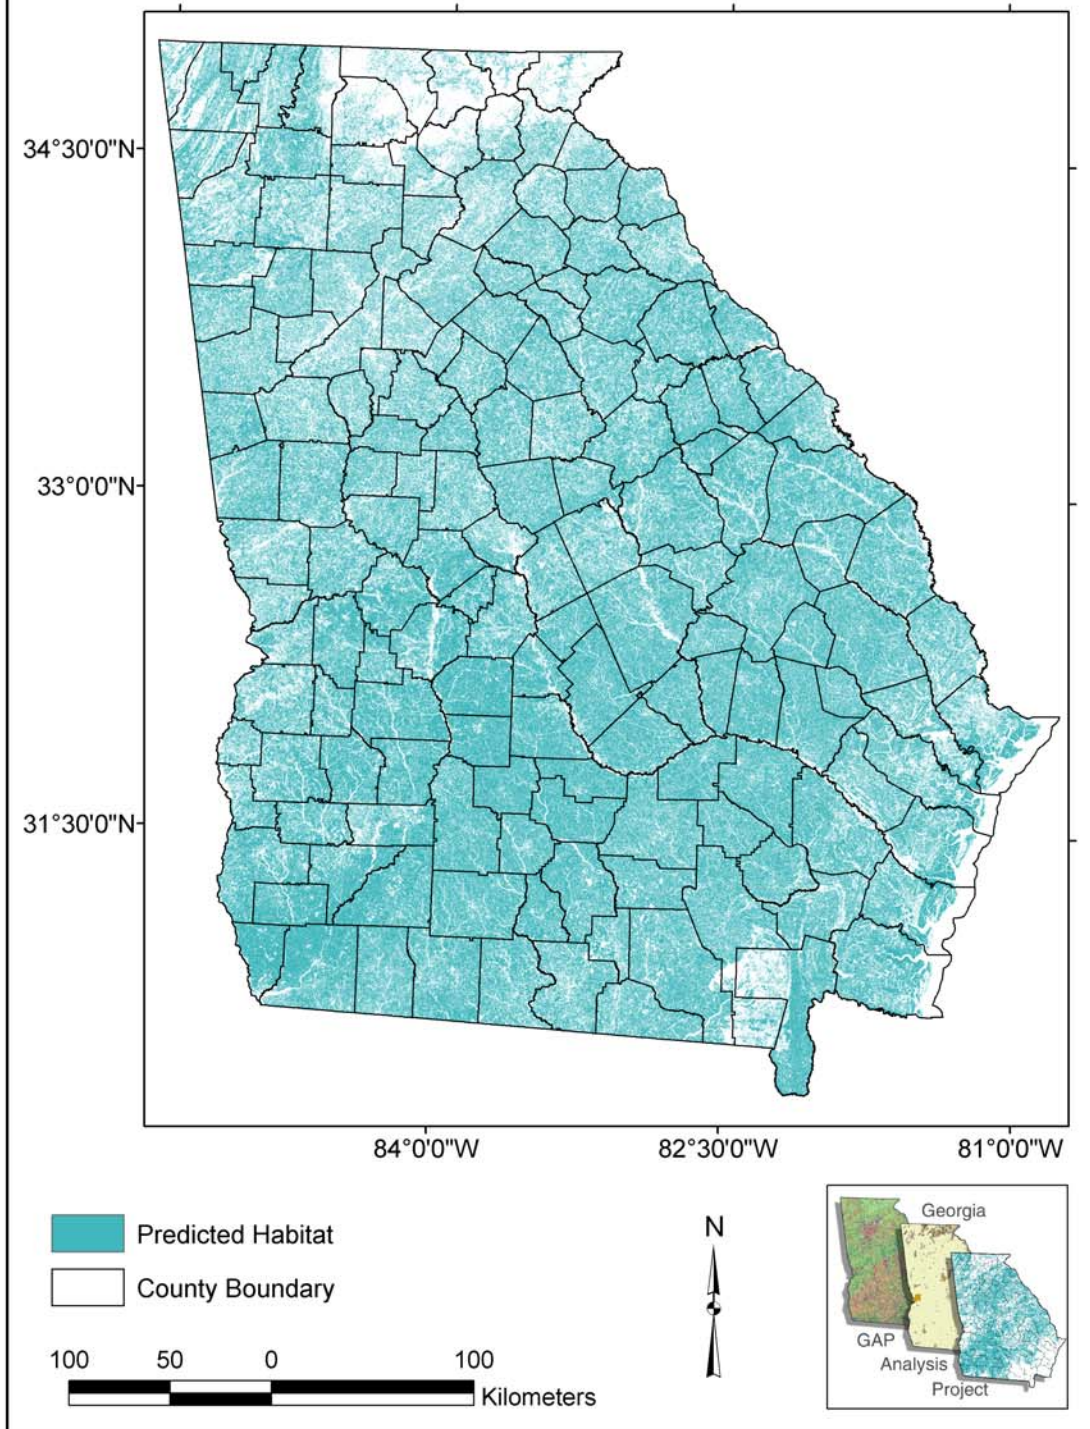 34°30'0"N
33°0'0"N
31°30'0"N
84°0'0"W 82°30'0"W 81°0'0"W
Predicted Habitat
County Boundary
100 50 0 100
Kilometers
N
Georgia
GAP
Analysis
Project